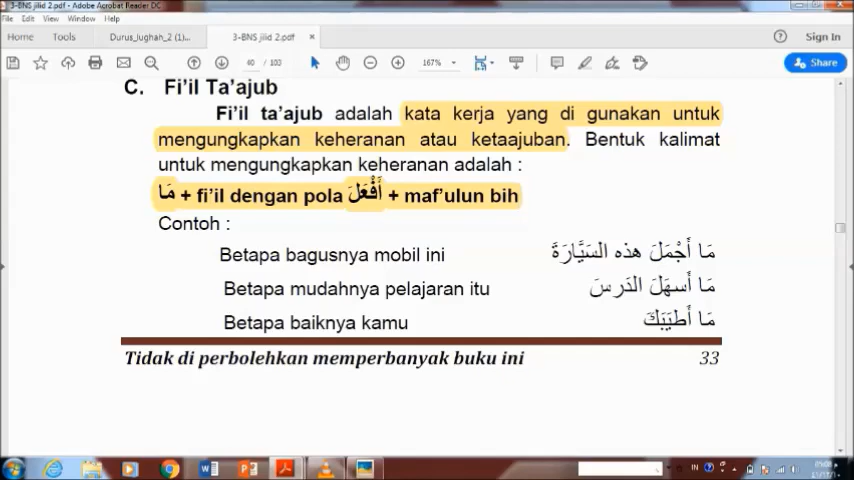 3-BNS jilid 2.pdf - Adobe Acrobat Reader DC
File Edit View Window Help
Home Tools Durus_lughah_2 (1).... 3-BNS jilid 2.pdf × Sign In
167% Share
C. Fi'il Ta'ajub
Fi'il ta'ajub adalah kata kerja yang di gunakan untuk
mengungkapkan keheranan atau ketaajuban. Bentuk kalimat
untuk mengungkapkan keheranan adalah :
مَا + fi'il dengan pola أَفْعَلَ + maf'ulun bih
Contoh :
Betapa bagusnya mobil ini مَا أَجْمَلَ هذه السَيَّارَةَ
Betapa mudahnya pelajaran itu مَا أَسهَلَ الدَرسَ
Betapa baiknya kamu مَا أَطيَبَكَ
Tidak di perbolehkan memperbanyak buku ini 33
IN